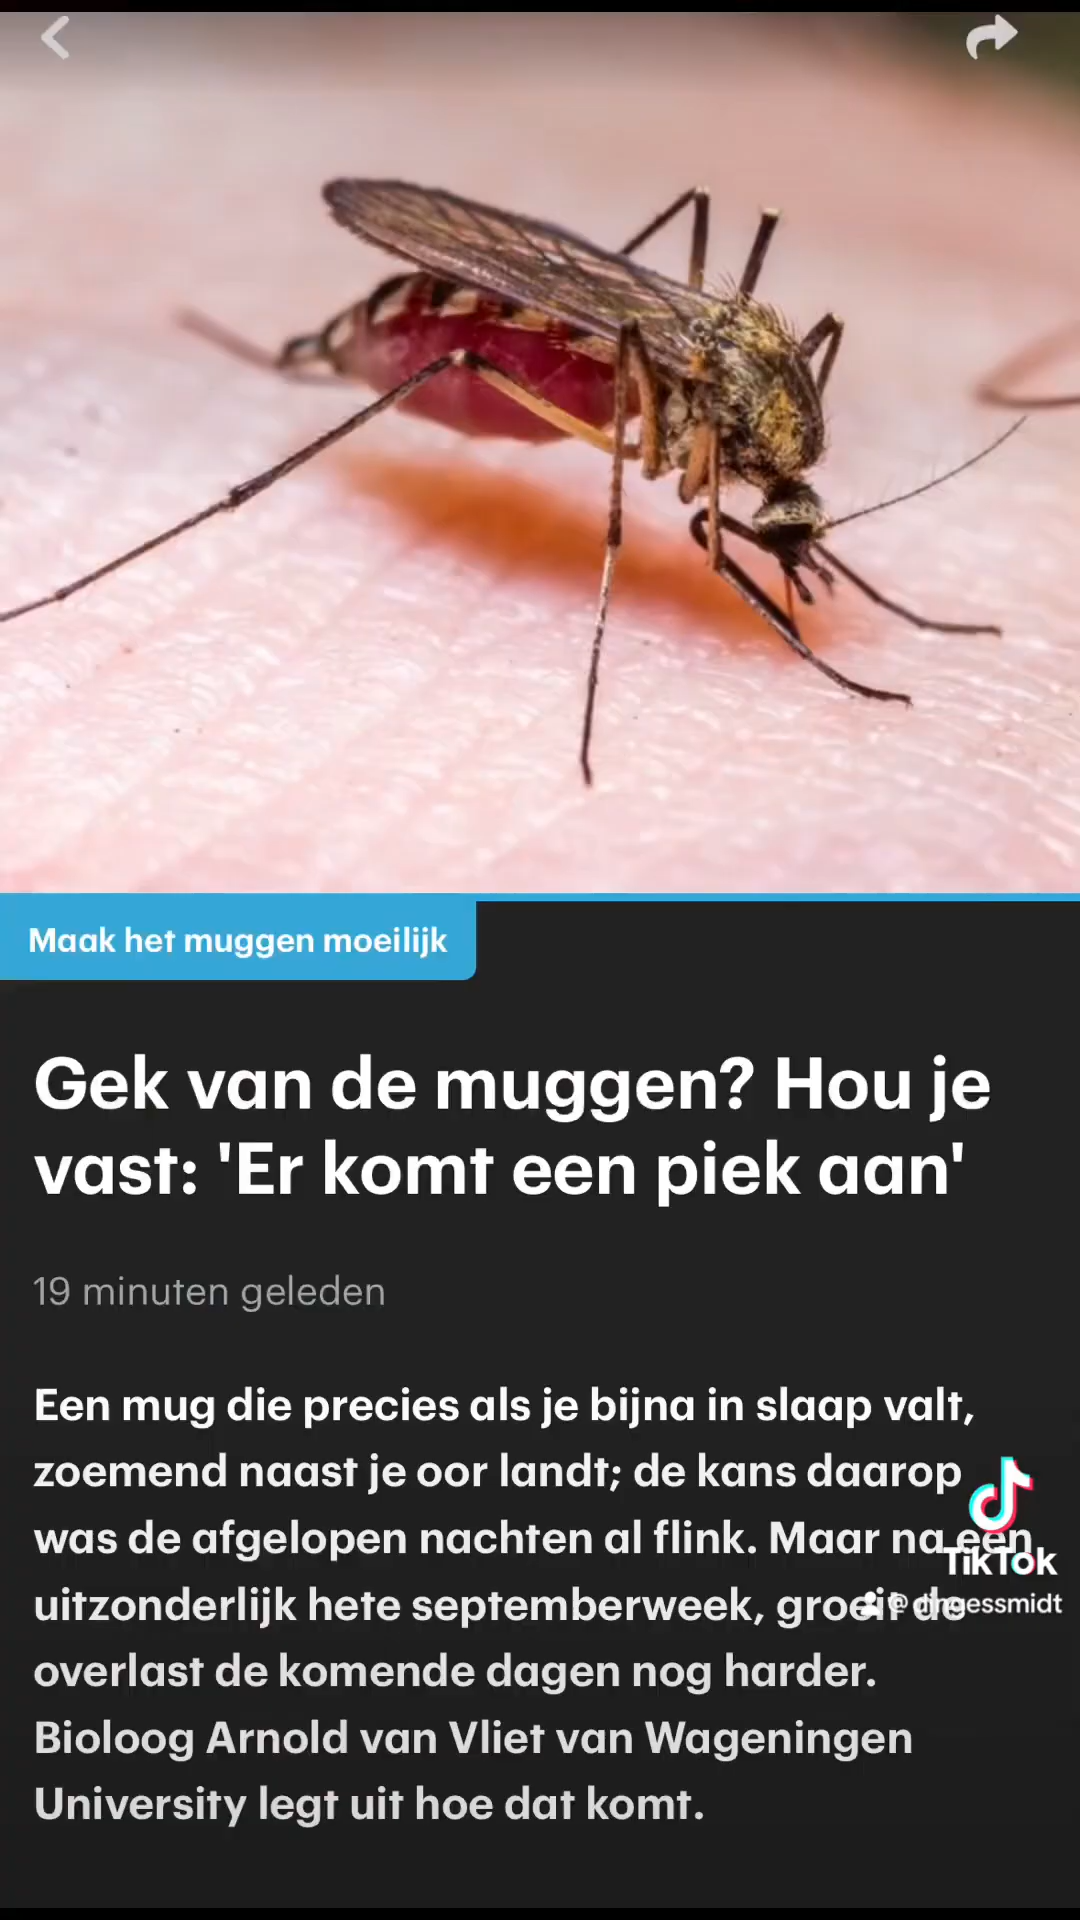 Maak het muggen moeilijk
Gek van de muggen? Hou je
vast: 'Er komt een piek aan'
19 minuten geleden
Een mug die precies als je bijna in slaap valt,
zoemend naast je oor landt; de kans daarop
was de afgelopen nachten al flink. Maar na een
uitzonderlijk hete septemberweek, groeit de
overlast de komende dagen nog harder.
Bioloog Arnold van Vliet van Wageningen
University legt uit hoe dat komt.
TikTok